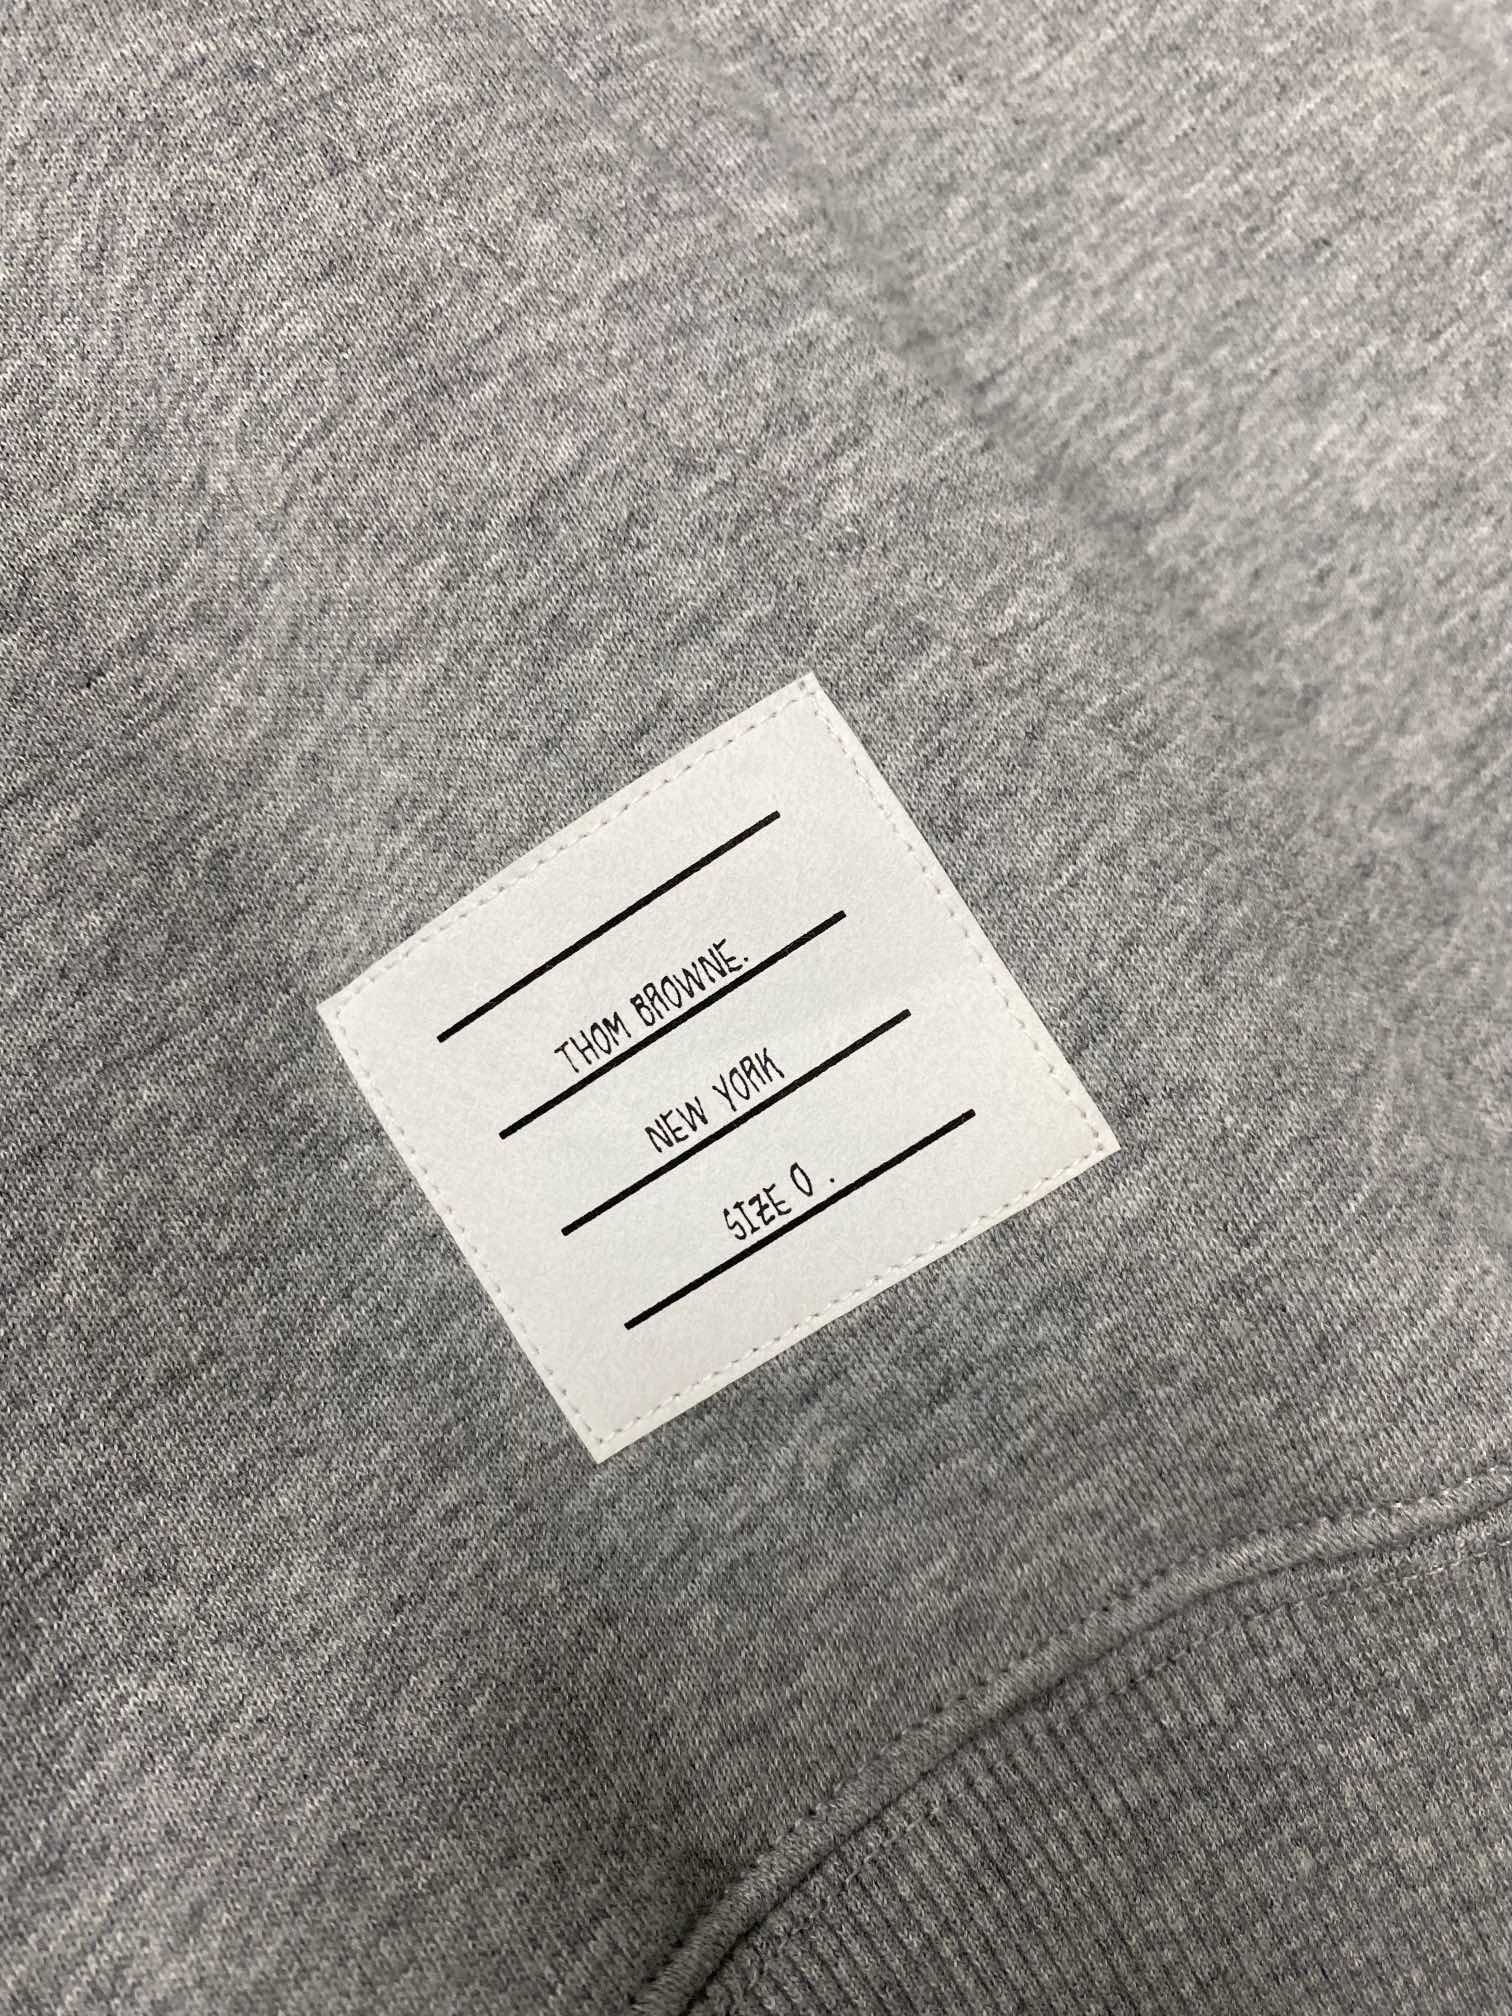 THOM BROWNE.
NEW YORK
SIZE 0 .